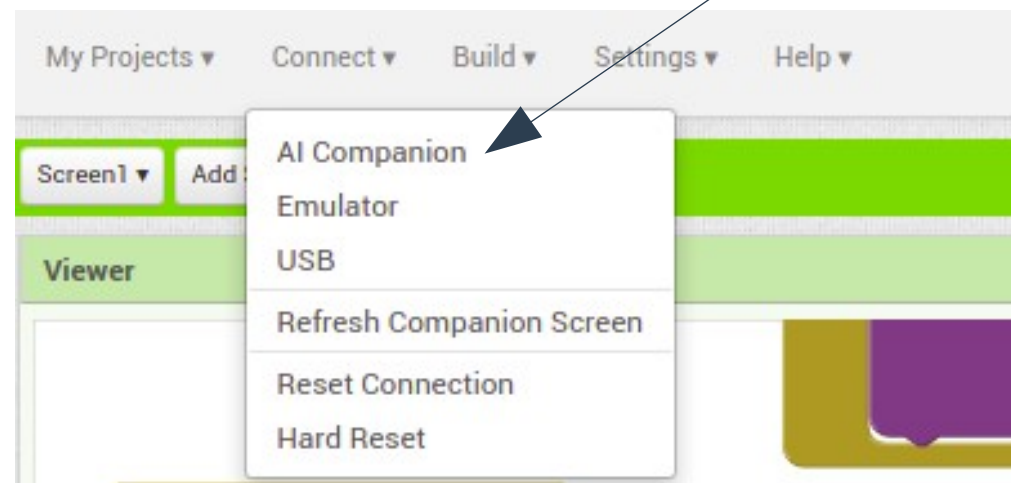 My Projects ▾ Connect ▾ Build ▾ Settings ▾ Help ▾
AI Companion
Screen1 ▾ Add
Emulator
USB
Viewer
Refresh Companion Screen
Reset Connection
Hard Reset